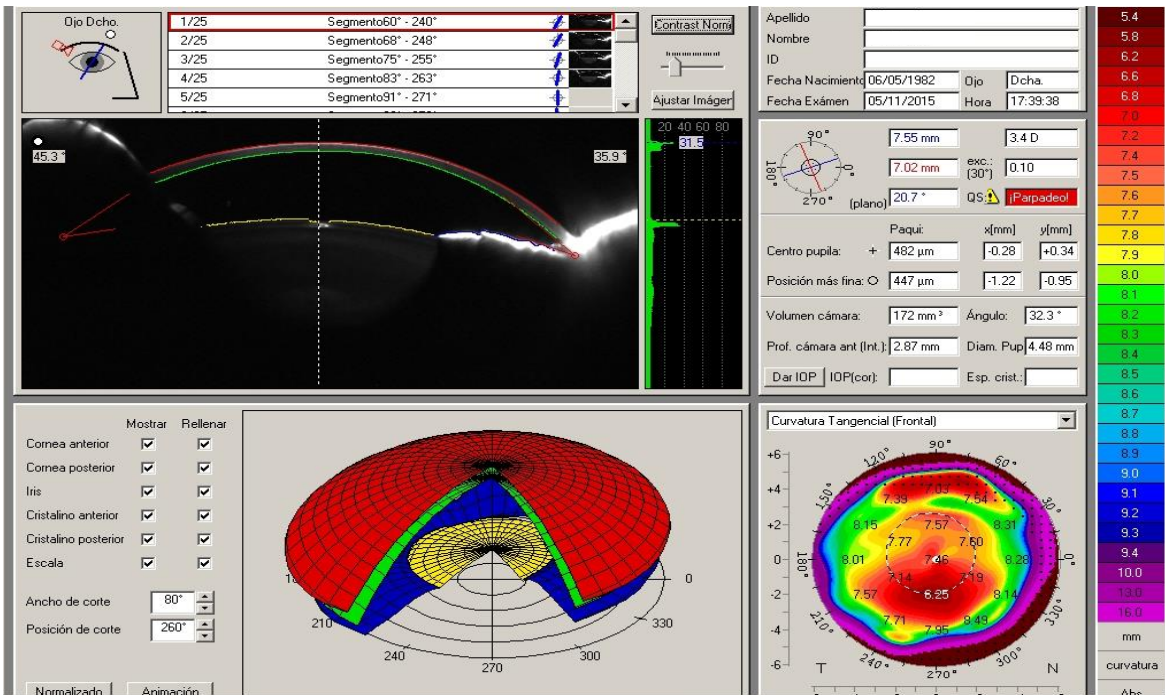 Ojo Dcho.
1/25 Segmento60° - 240°
2/25 Segmento68° - 248°
3/25 Segmento75° - 255°
4/25 Segmento83° - 263°
5/25 Segmento91° - 271°
Contrast Norm
Ajustar Imáger
45.3 °
35.9 °
20 40 60 80
31.5
Apellido
Nombre
ID
Fecha Nacimiento 06/05/1982 Ojo Dcha.
Fecha Exámen 05/11/2015 Hora 17:39:38
90°
180°
0°
270°
7.55 mm 3.4 D
7.02 mm exc.: (30°) 0.10
(plano) 20.7 ° QS: ¡Parpadeo!
Paqui: x[mm] y[mm]
Centro pupila: + 482 µm -0.28 +0.34
Posición más fina: O 447 µm -1.22 -0.95
Volumen cámara: 172 mm³ Ángulo: 32.3 °
Prof. cámara ant (Int.): 2.87 mm Diam. Pup 4.48 mm
Dar IOP IOP(cor): Esp. crist.:
Mostrar Rellenar
Cornea anterior
Cornea posterior
Iris
Cristalino anterior
Cristalino posterior
Escala
Ancho de corte 80°
Posición de corte 260°
Normalizado Animación
210
240
270
300
330
0
Curvatura Tangencial (Frontal)
+6
+4
+2
0
-2
-4
-6
90°
120°
60°
150°
30°
180°
0°
210°
330°
240°
300°
270°
7.39 7.03 7.54
8.15 7.57 8.31
7.77 7.60
8.01 7.46 8.28
7.14 7.19
7.57 6.25 8.14
7.71 7.95 8.49
T N
5.4
5.8
6.2
6.6
6.8
7.0
7.2
7.4
7.5
7.6
7.7
7.8
7.9
8.0
8.1
8.2
8.3
8.4
8.5
8.6
8.7
8.8
8.9
9.0
9.1
9.2
9.3
9.4
10.0
13.0
16.0
mm
curvatura
Abs